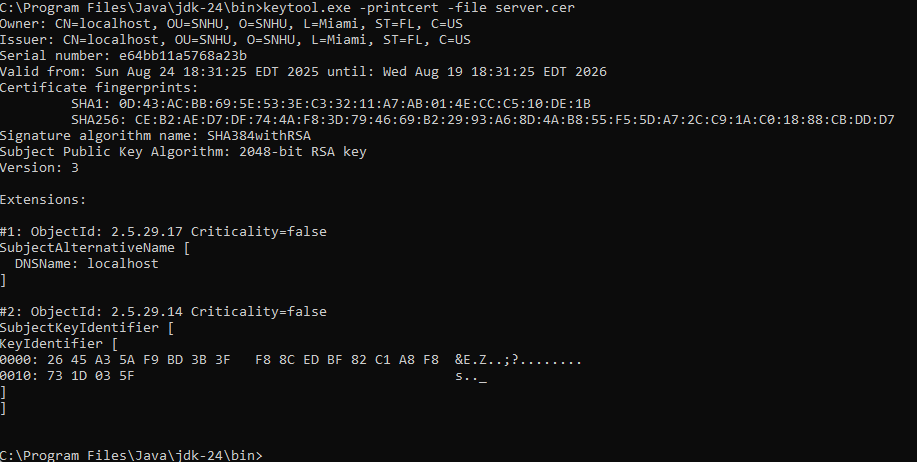 C:\Program Files\Java\jdk-24\bin>keytool.exe -printcert -file server.cer
Owner: CN=localhost, OU=SNHU, O=SNHU, L=Miami, ST=FL, C=US
Issuer: CN=localhost, OU=SNHU, O=SNHU, L=Miami, ST=FL, C=US
Serial number: e64bb11a5768a23b
Valid from: Sun Aug 24 18:31:25 EDT 2025 until: Wed Aug 19 18:31:25 EDT 2026
Certificate fingerprints:
SHA1: 0D:43:AC:BB:69:5E:53:3E:C3:32:11:A7:AB:01:4E:CC:C5:10:DE:1B
SHA256: CE:B2:AE:D7:DF:74:4A:F8:3D:79:46:69:B2:29:93:A6:8D:4A:B8:55:F5:5D:A7:2C:C9:1A:C0:18:88:CB:DD:D7
Signature algorithm name: SHA384withRSA
Subject Public Key Algorithm: 2048-bit RSA key
Version: 3
Extensions:
#1: ObjectId: 2.5.29.17 Criticality=false
SubjectAlternativeName [
DNSName: localhost
]
#2: ObjectId: 2.5.29.14 Criticality=false
SubjectKeyIdentifier [
KeyIdentifier [
0000: 26 45 A3 5A F9 BD 3B 3F   F8 8C ED BF 82 C1 A8 F8  &E.Z..;?........
0010: 73 1D 03 5F                                        s.._
]
]
C:\Program Files\Java\jdk-24\bin>